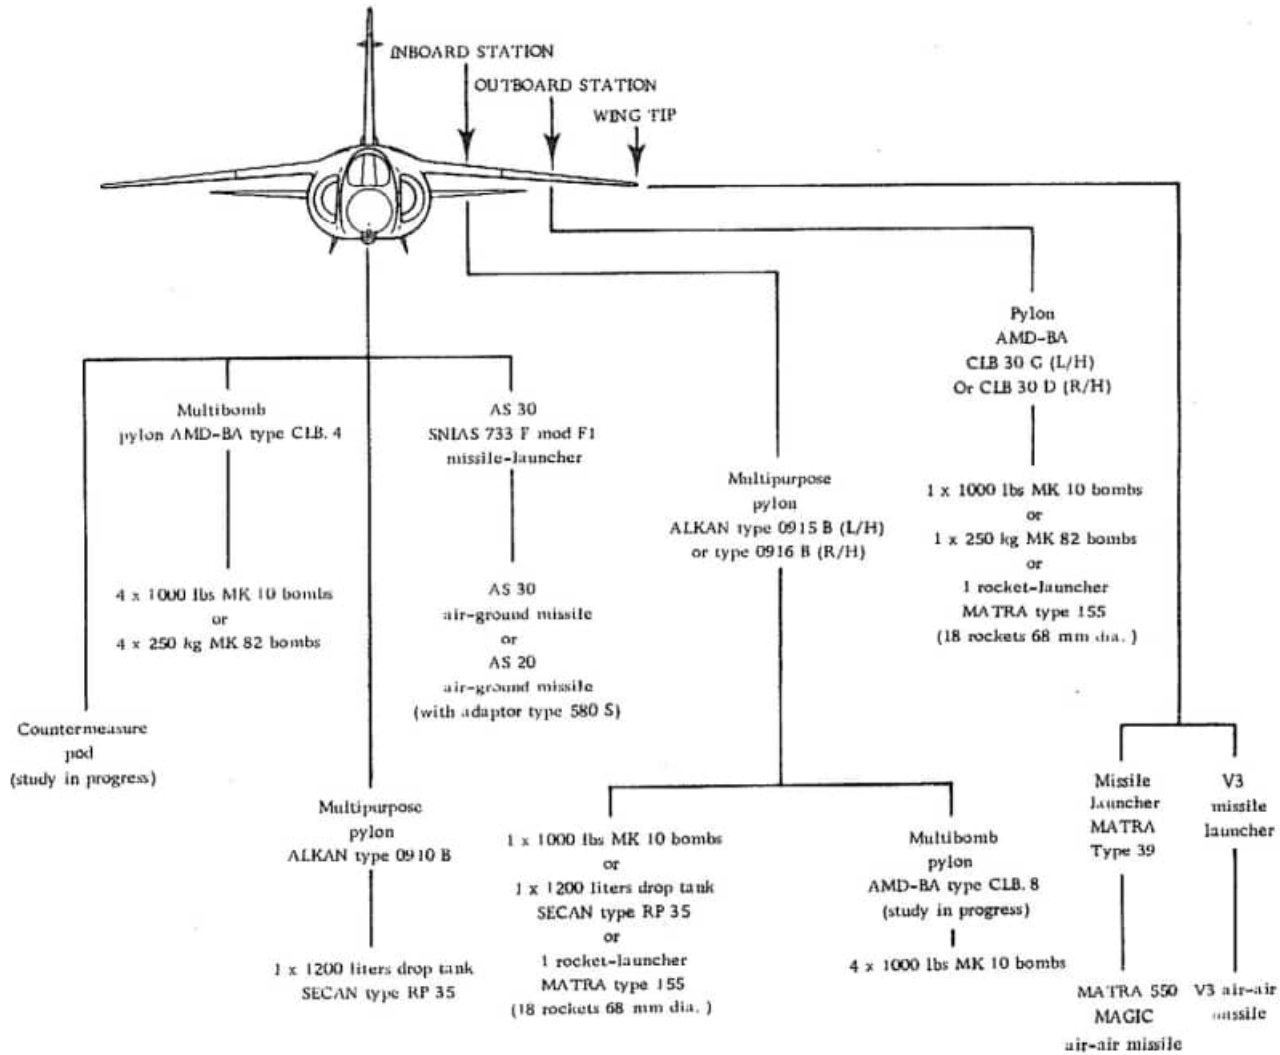 INBOARD STATION
OUTBOARD STATION
WING TIP
Pylon
AMD-BA
CLB 30 G (L/H)
Or CLB 30 D (R/H)
Multibomb
pylon AMD-BA type CLB. 4
AS 30
SNIAS 733 F mod F1
missile-launcher
Multipurpose
pylon
ALKAN type 0915 B (L/H)
or type 0916 B (R/H)
1 x 1000 lbs MK 10 bombs
or
1 x 250 kg MK 82 bombs
or
1 rocket-launcher
MATRA type 155
(18 rockets 68 mm dia. )
4 x 1000 lbs MK 10 bombs
or
4 x 250 kg MK 82 bombs
AS 30
air-ground missile
or
AS 20
air-ground missile
(with adaptor type 580 S)
Countermeasure
pod
(study in progress)
Multipurpose
pylon
ALKAN type 0910 B
1 x 1200 liters drop tank
SECAN type RP 35
1 x 1000 lbs MK 10 bombs
or
1 x 1200 liters drop tank
SECAN type RP 35
or
1 rocket-launcher
MATRA type 155
(18 rockets 68 mm dia. )
Multibomb
pylon
AMD-BA type CLB. 8
(study in progress)
4 x 1000 lbs MK 10 bombs
Missile
launcher
MATRA
Type 39
V3
missile
launcher
MATRA 550
MAGIC
air-air missile
V3 air-air
missile